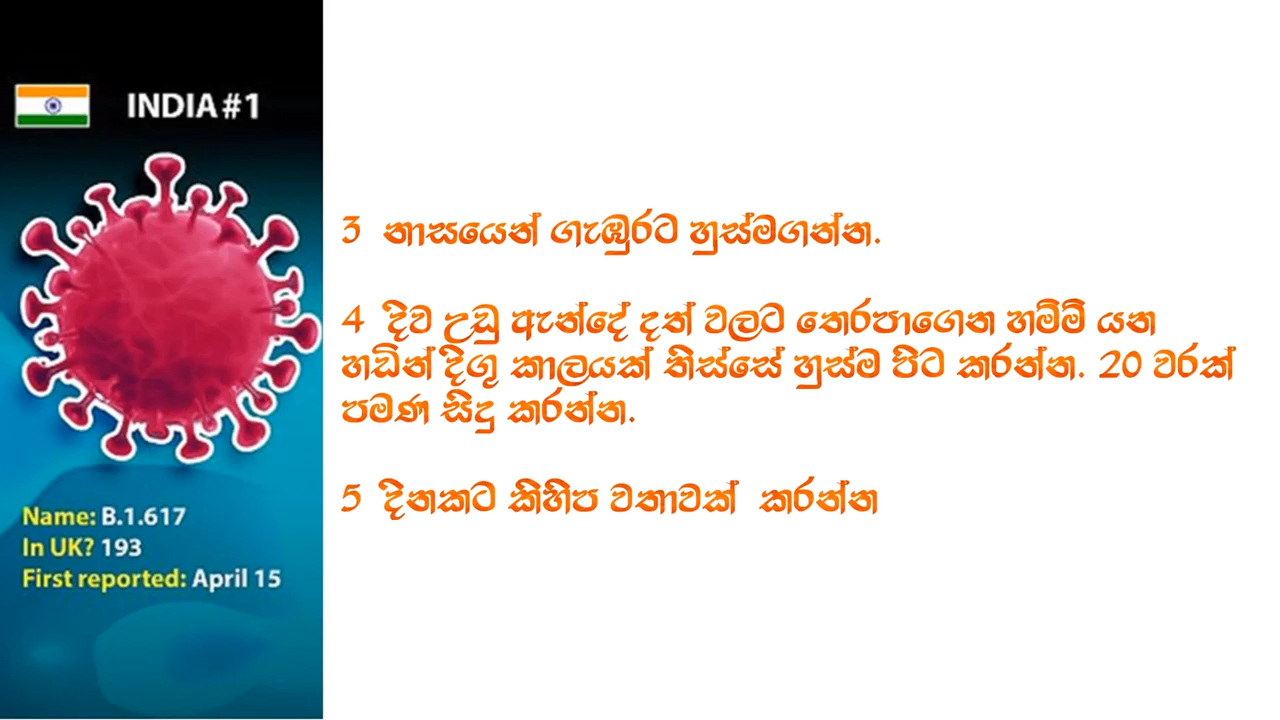 INDIA #1
Name: B.1.617
In UK? 193
First reported: April 15
3 නාසයෙන් ගැඹුරට හුස්මගන්න.
4 දිව උඩු ඇන්දේ දත් වලට තෙරපාගෙන හම්ම් යන
හඩින් දිගු කාලයක් තිස්සේ හුස්ම පිට කරන්න. 20 වරක්
පමණ සිදු කරන්න.
5 දිනකට කිහිප වතාවක් කරන්න